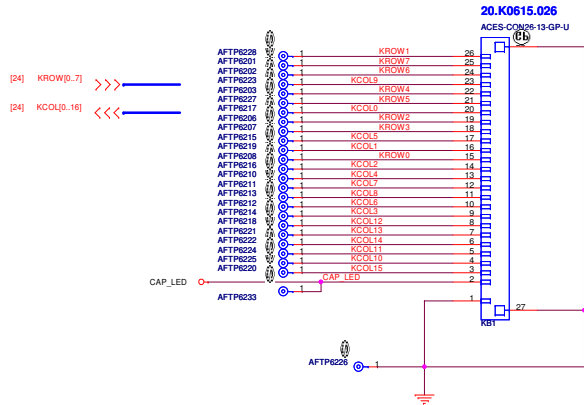 20.K0615.026
ACES-CON26-13-GP-U
AFTP6228 1 KROW1 26
AFTP6201 1 KROW7 25
AFTP6202 1 KROW6 24
AFTP6223 1 KCOL9 23
AFTP6203 1 KROW4 22
AFTP6227 1 KROW5 21
AFTP6217 1 KCOL0 20
AFTP6206 1 KROW2 19
AFTP6207 1 KROW3 18
AFTP6215 1 KCOL5 17
AFTP6219 1 KCOL1 16
AFTP6208 1 KROW0 15
AFTP6216 1 KCOL2 14
AFTP6210 1 KCOL4 13
AFTP6211 1 KCOL7 12
AFTP6213 1 KCOL8 11
AFTP6212 1 KCOL6 10
AFTP6214 1 KCOL3 9
AFTP6218 1 KCOL12 8
AFTP6221 1 KCOL13 7
AFTP6222 1 KCOL14 6
AFTP6224 1 KCOL11 5
AFTP6225 1 KCOL10 4
AFTP6220 1 KCOL15 3
[24] KROW[0..7]
[24] KCOL[0..16]
CAP_LED CAP_LED 2
AFTP6233 1
1
27
KB1
AFTP6226 1